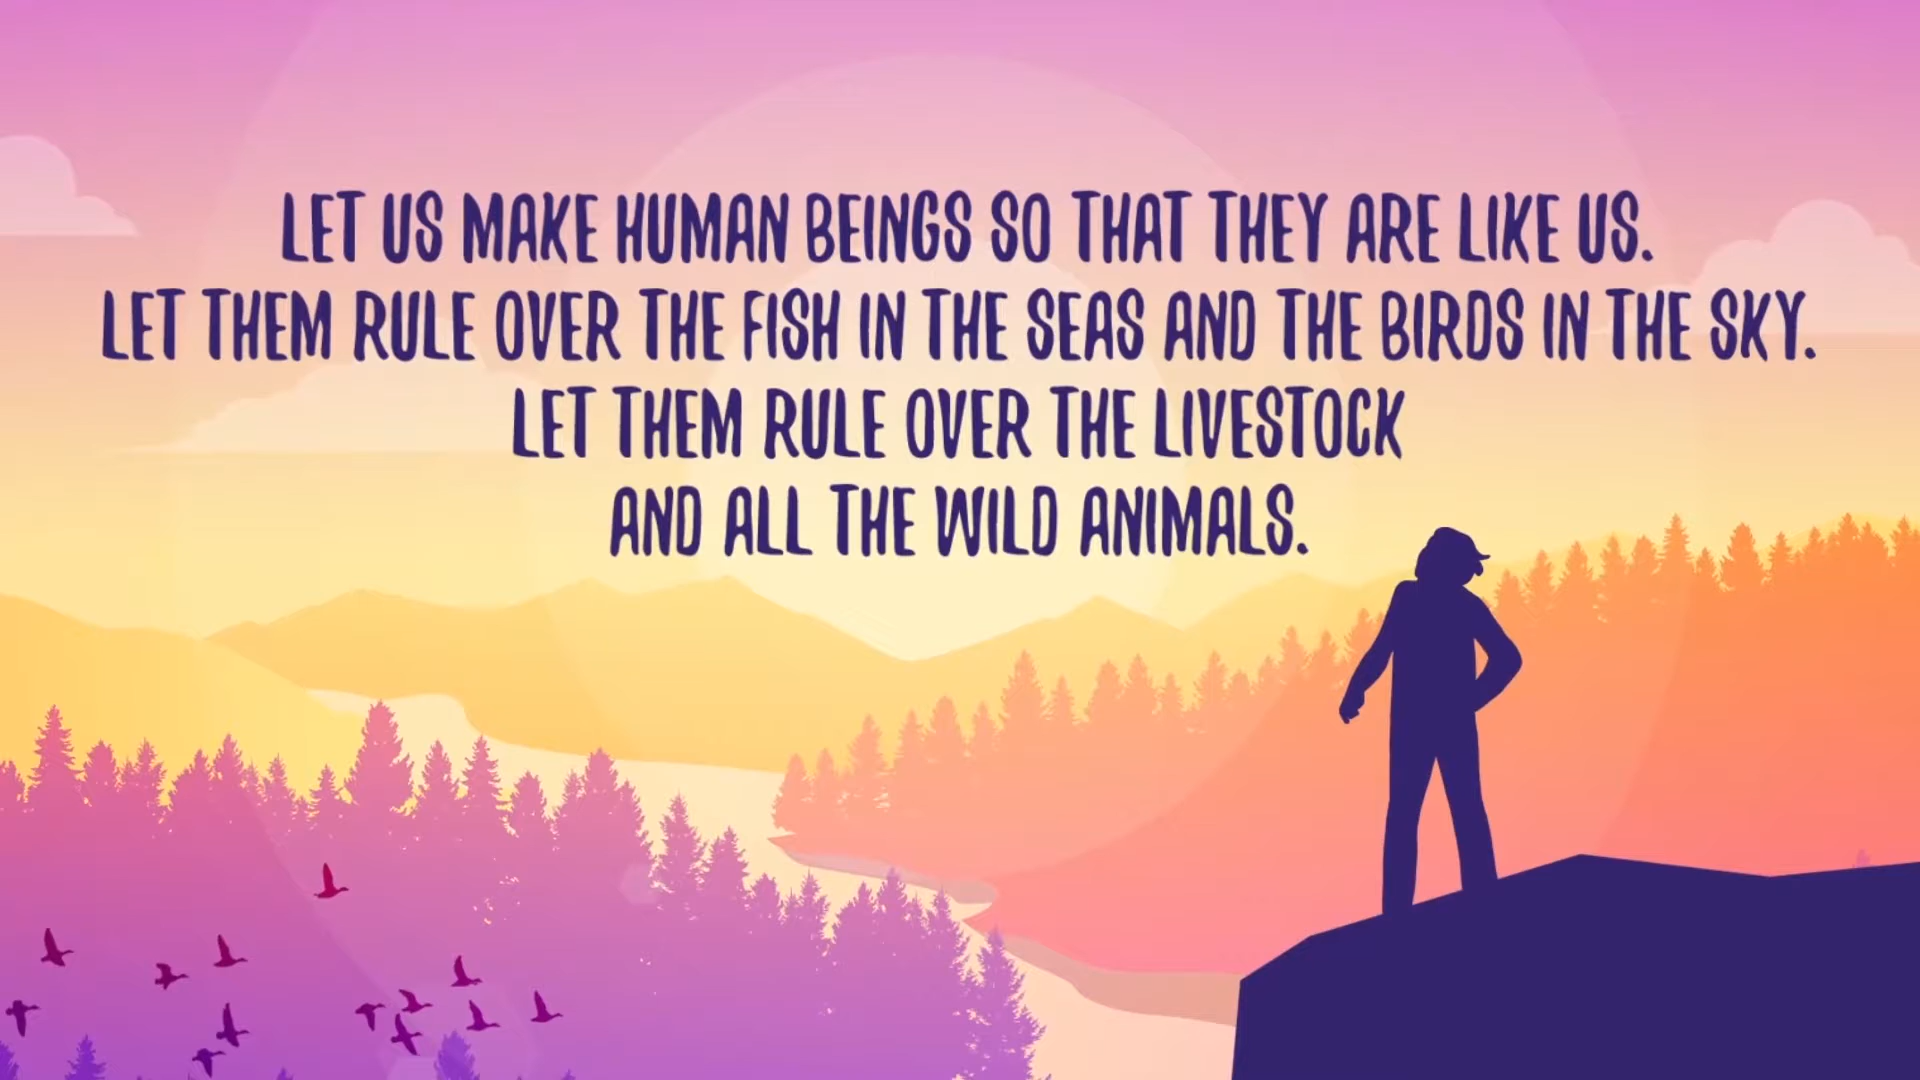 LET US MAKE HUMAN BEINGS SO THAT THEY ARE LIKE US.
LET THEM RULE OVER THE FISH IN THE SEAS AND THE BIRDS IN THE SKY.
LET THEM RULE OVER THE LIVESTOCK
AND ALL THE WILD ANIMALS.